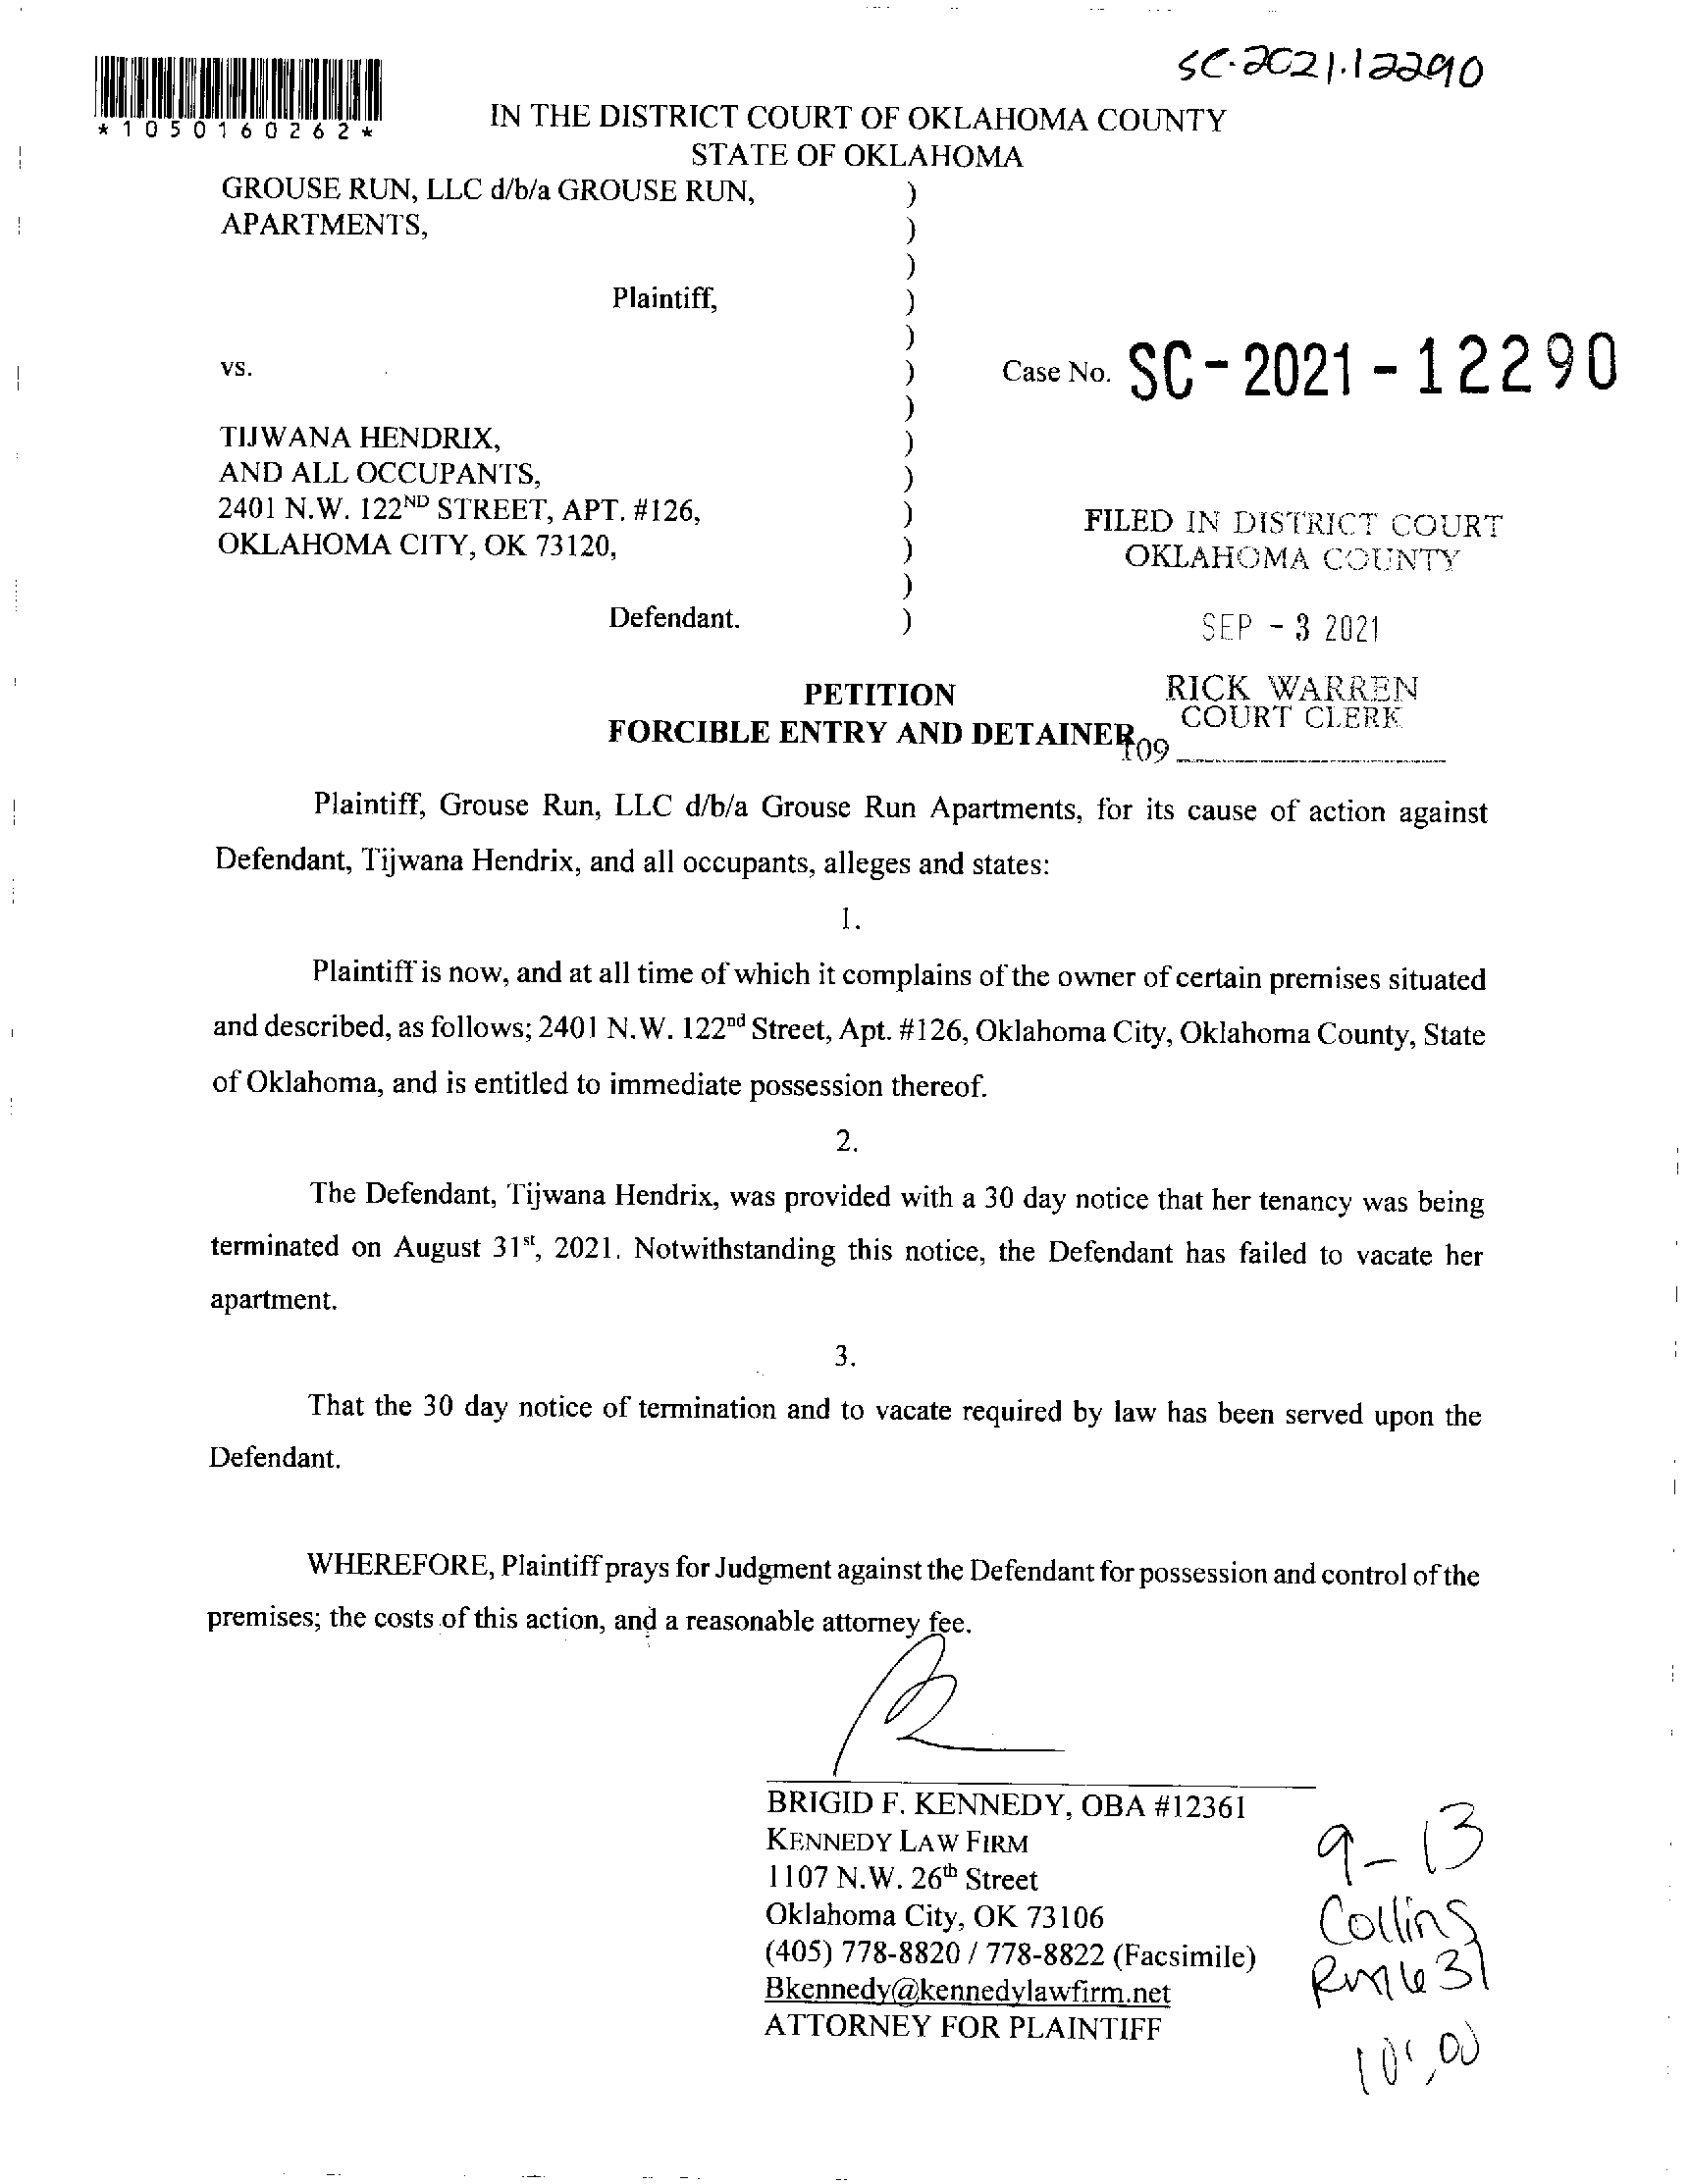 SC-2021-12290
*1050160262*
IN THE DISTRICT COURT OF OKLAHOMA COUNTY
STATE OF OKLAHOMA
GROUSE RUN, LLC d/b/a GROUSE RUN, )
APARTMENTS, )
)
Plaintiff, )
)
vs. ) Case No. SC-2021-12290
)
TIJWANA HENDRIX, )
AND ALL OCCUPANTS, )
2401 N.W. 122ND STREET, APT. #126, )
OKLAHOMA CITY, OK 73120, )
)
Defendant. )
FILED IN DISTRICT COURT
OKLAHOMA COUNTY
SEP - 3 2021
RICK WARREN
COURT CLERK
109
PETITION
FORCIBLE ENTRY AND DETAINER
Plaintiff, Grouse Run, LLC d/b/a Grouse Run Apartments, for its cause of action against
Defendant, Tijwana Hendrix, and all occupants, alleges and states:
1.
Plaintiff is now, and at all time of which it complains of the owner of certain premises situated
and described, as follows; 2401 N.W. 122nd Street, Apt. #126, Oklahoma City, Oklahoma County, State
of Oklahoma, and is entitled to immediate possession thereof.
2.
The Defendant, Tijwana Hendrix, was provided with a 30 day notice that her tenancy was being
terminated on August 31st, 2021. Notwithstanding this notice, the Defendant has failed to vacate her
apartment.
3.
That the 30 day notice of termination and to vacate required by law has been served upon the
Defendant.
WHEREFORE, Plaintiff prays for Judgment against the Defendant for possession and control of the
premises; the costs of this action, and a reasonable attorney fee.
BRIGID F. KENNEDY, OBA #12361
KENNEDY LAW FIRM
1107 N.W. 26th Street
Oklahoma City, OK 73106
(405) 778-8820 / 778-8822 (Facsimile)
Bkennedy@kennedylawfirm.net
ATTORNEY FOR PLAINTIFF
9-13
Collins
Rm 631